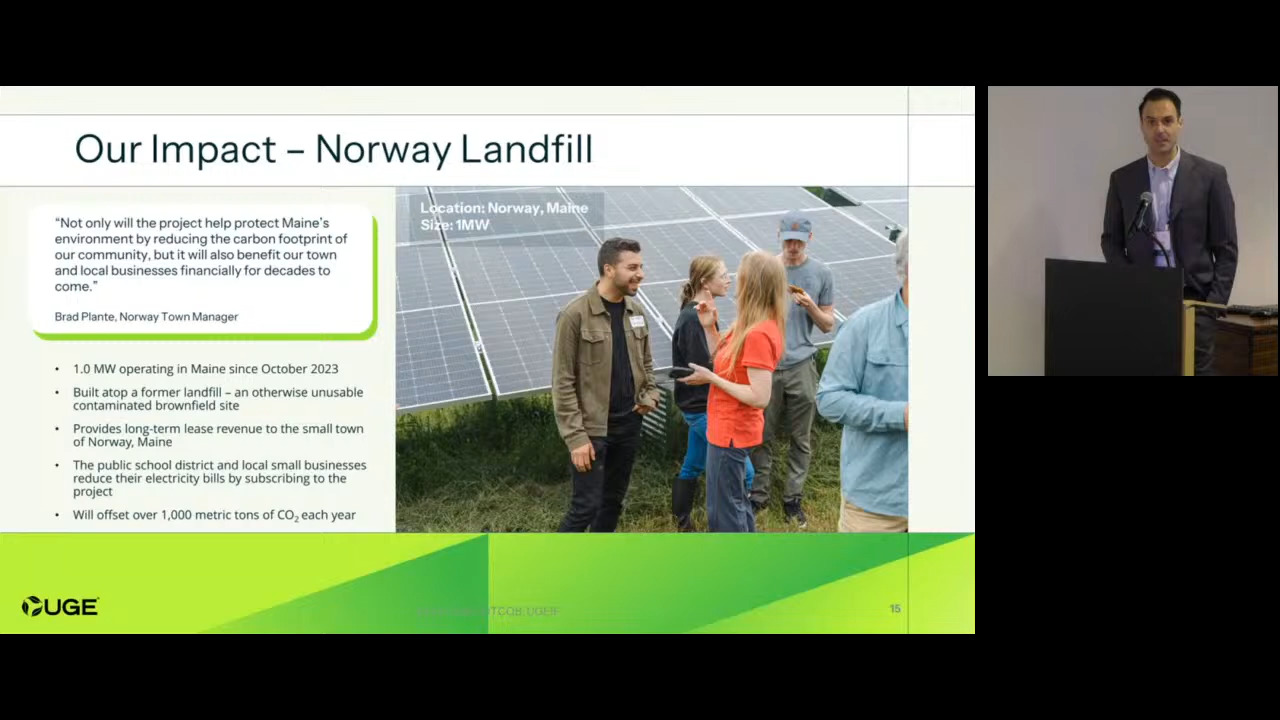 Our Impact – Norway Landfill
“Not only will the project help protect Maine’s
environment by reducing the carbon footprint of
our community, but it will also benefit our town
and local businesses financially for decades to
come.”
Brad Plante, Norway Town Manager
• 1.0 MW operating in Maine since October 2023
• Built atop a former landfill – an otherwise unusable
contaminated brownfield site
• Provides long-term lease revenue to the small town
of Norway, Maine
• The public school district and local small businesses
reduce their electricity bills by subscribing to the
project
• Will offset over 1,000 metric tons of CO₂ each year
Location: Norway, Maine
Size: 1MW
UGE
15